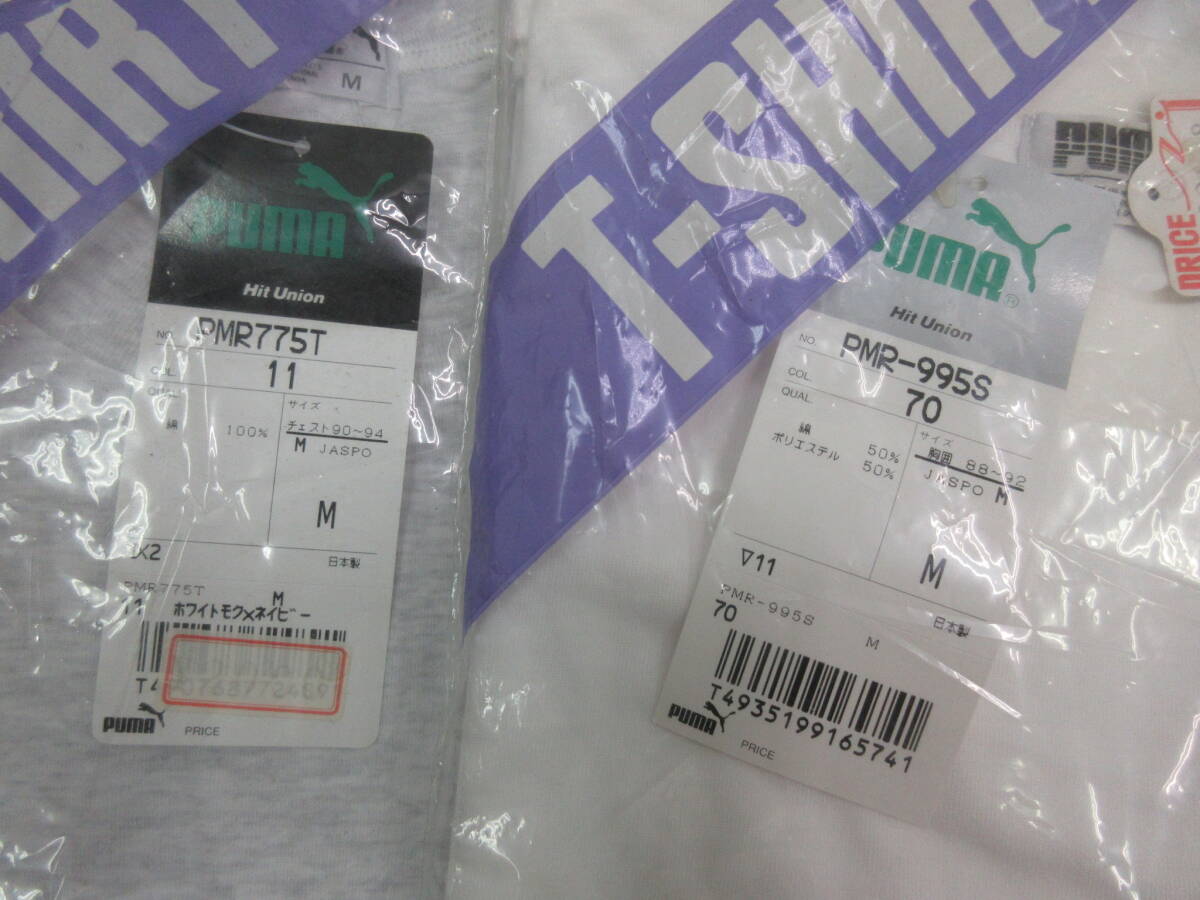 T-SHIRT
M
PUMA
Hit Union
NO. PMR775T
COL. 11
QUAL.
綿 100%
サイズ
チェスト90~94
M JASPO
M
X2
日本製
PMR775T
M
11 ホワイトモク×ネイビー
PUMA
PRICE
T-SHIR
PUMA
PRICE
PUMA®
Hit Union
NO. PMR-995S
COL. 70
QUAL.
綿 50%
ポリエステル 50%
サイズ
胸囲 88~92
JASPO M
M
▽11
日本製
PMR-995S
70 M
T4935199165741
PUMA
PRICE